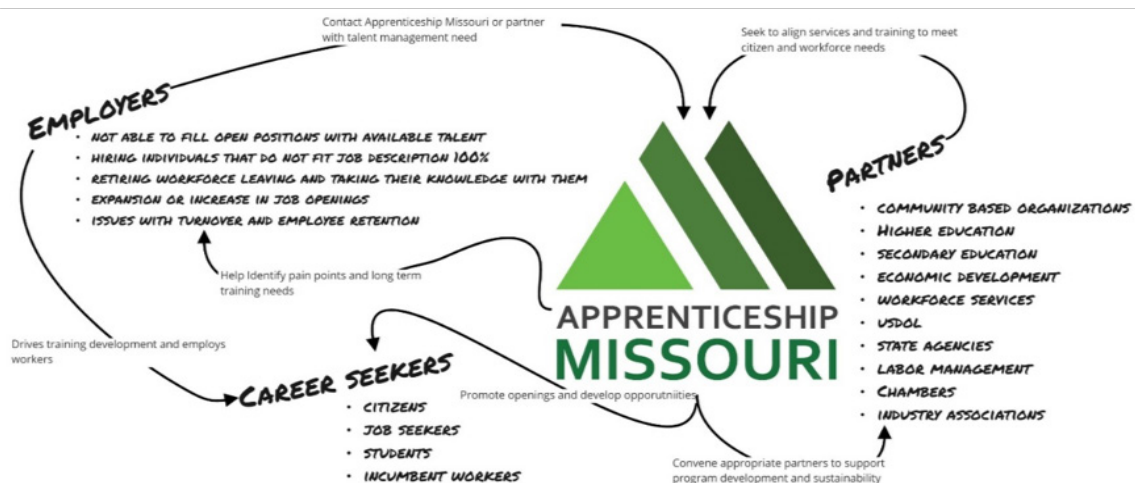 Contact Apprenticeship Missouri or partner
with talent management need
Seek to align services and training to meet
citizen and workforce needs
EMPLOYERS
• NOT ABLE TO FILL OPEN POSITIONS WITH AVAILABLE TALENT
• HIRING INDIVIDUALS THAT DO NOT FIT JOB DESCRIPTION 100%
• RETIRING WORKFORCE LEAVING AND TAKING THEIR KNOWLEDGE WITH THEM
• EXPANSION OR INCREASE IN JOB OPENINGS
• ISSUES WITH TURNOVER AND EMPLOYEE RETENTION
Help Identify pain points and long term
training needs
APPRENTICESHIP
MISSOURI
PARTNERS
• COMMUNITY BASED ORGANIZATIONS
• HIGHER EDUCATION
• SECONDARY EDUCATION
• ECONOMIC DEVELOPMENT
• WORKFORCE SERVICES
• USDOL
• STATE AGENCIES
• LABOR MANAGEMENT
• CHAMBERS
• INDUSTRY ASSOCIATIONS
Drives training development and employs
workers
CAREER SEEKERS
• CITIZENS
• JOB SEEKERS
• STUDENTS
• INCUMBENT WORKERS
Promote openings and develop oporutniities
Convene appropriate partners to support
program development and sustainability